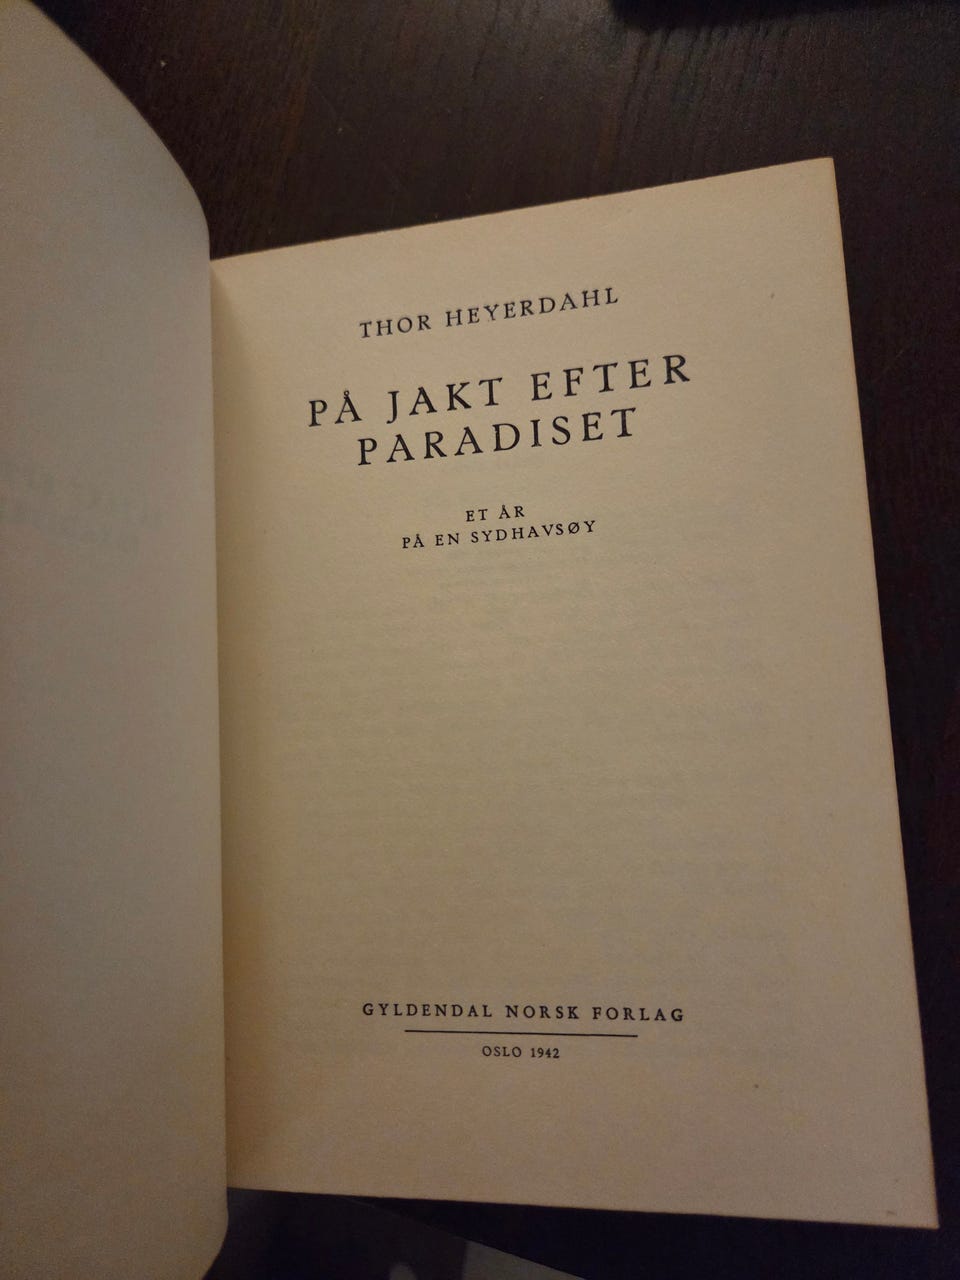 THOR HEYERDAHL
PÅ JAKT EFTER
PARADISET
ET ÅR
PÅ EN SYDHAVSØY
GYLDENDAL NORSK FORLAG
OSLO 1942